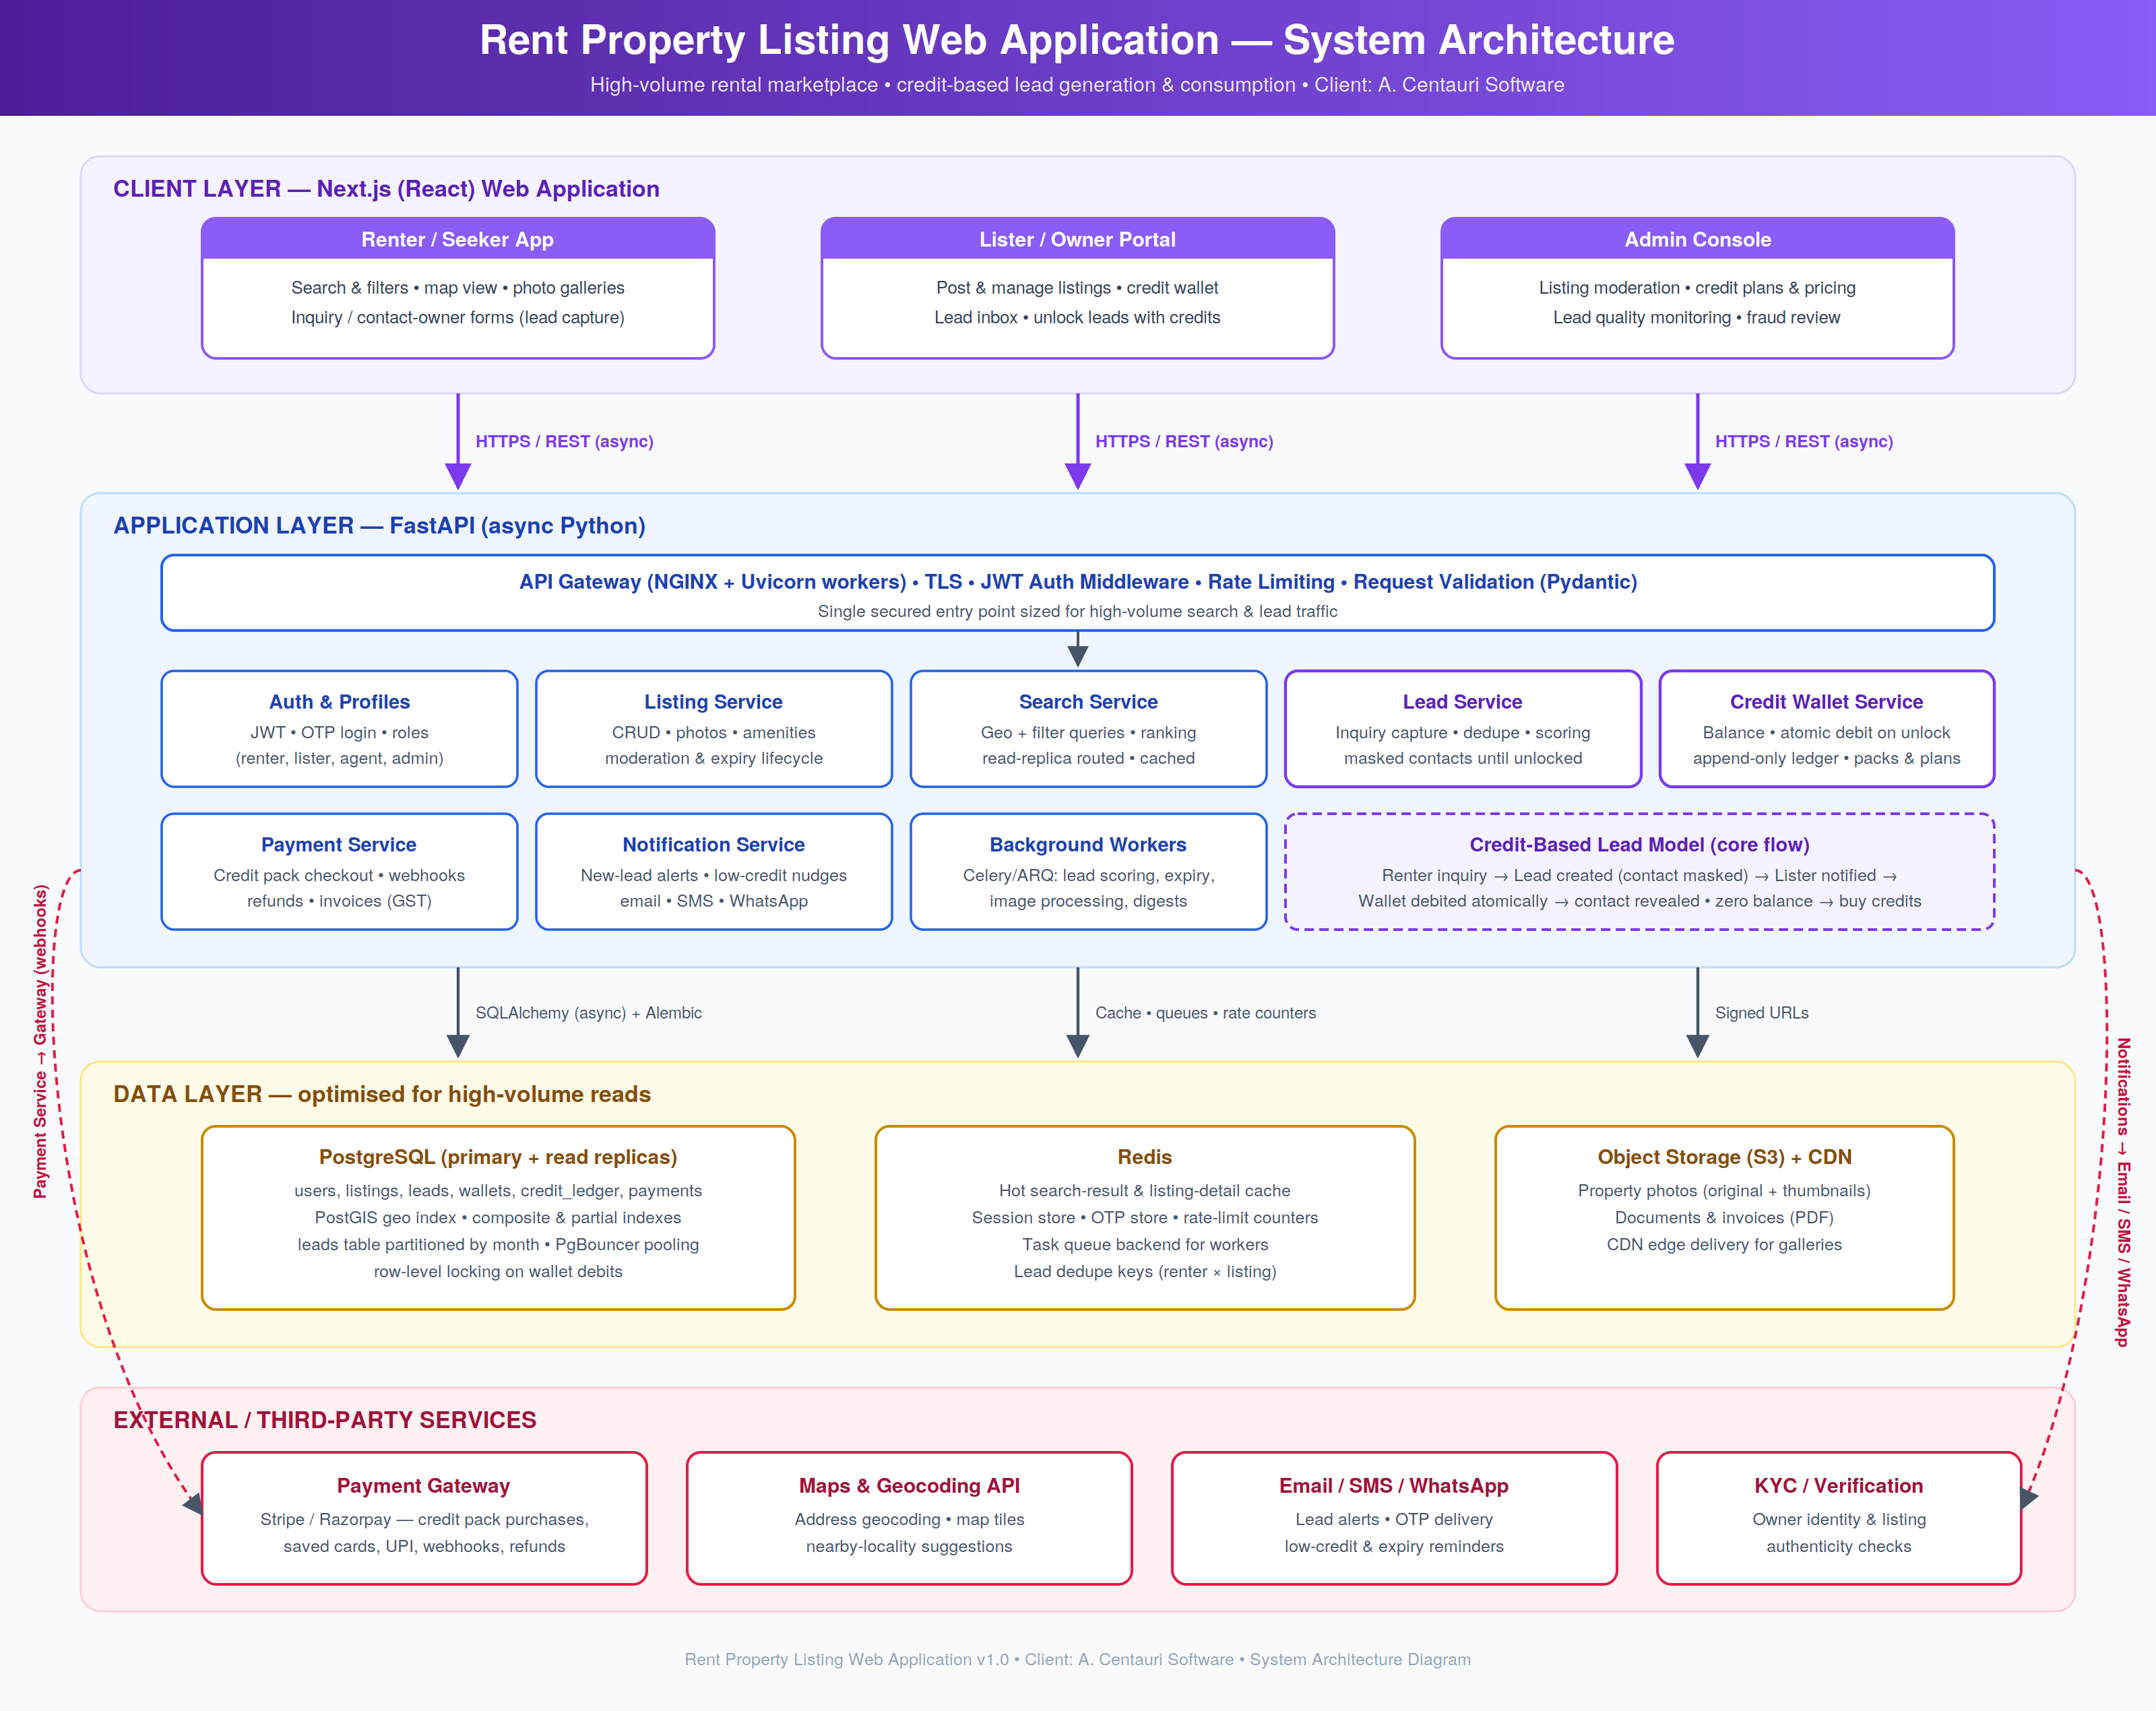 Rent Property Listing Web Application — System Architecture
High-volume rental marketplace • credit-based lead generation & consumption • Client: A. Centauri Software
CLIENT LAYER — Next.js (React) Web Application
Renter / Seeker App
Search & filters • map view • photo galleries
Inquiry / contact-owner forms (lead capture)
Lister / Owner Portal
Post & manage listings • credit wallet
Lead inbox • unlock leads with credits
Admin Console
Listing moderation • credit plans & pricing
Lead quality monitoring • fraud review
HTTPS / REST (async)
HTTPS / REST (async)
HTTPS / REST (async)
APPLICATION LAYER — FastAPI (async Python)
API Gateway (NGINX + Uvicorn workers) • TLS • JWT Auth Middleware • Rate Limiting • Request Validation (Pydantic)
Single secured entry point sized for high-volume search & lead traffic
Auth & Profiles
JWT • OTP login • roles
(renter, lister, agent, admin)
Listing Service
CRUD • photos • amenities
moderation & expiry lifecycle
Search Service
Geo + filter queries • ranking
read-replica routed • cached
Lead Service
Inquiry capture • dedupe • scoring
masked contacts until unlocked
Credit Wallet Service
Balance • atomic debit on unlock
append-only ledger • packs & plans
Payment Service
Credit pack checkout • webhooks
refunds • invoices (GST)
Notification Service
New-lead alerts • low-credit nudges
email • SMS • WhatsApp
Background Workers
Celery/ARQ: lead scoring, expiry,
image processing, digests
Credit-Based Lead Model (core flow)
Renter inquiry → Lead created (contact masked) → Lister notified →
Wallet debited atomically → contact revealed • zero balance → buy credits
Payment Service → Gateway (webhooks)
Notifications → Email / SMS / WhatsApp
SQLAlchemy (async) + Alembic
Cache • queues • rate counters
Signed URLs
DATA LAYER — optimised for high-volume reads
PostgreSQL (primary + read replicas)
users, listings, leads, wallets, credit_ledger, payments
PostGIS geo index • composite & partial indexes
leads table partitioned by month • PgBouncer pooling
row-level locking on wallet debits
Redis
Hot search-result & listing-detail cache
Session store • OTP store • rate-limit counters
Task queue backend for workers
Lead dedupe keys (renter × listing)
Object Storage (S3) + CDN
Property photos (original + thumbnails)
Documents & invoices (PDF)
CDN edge delivery for galleries
EXTERNAL / THIRD-PARTY SERVICES
Payment Gateway
Stripe / Razorpay — credit pack purchases,
saved cards, UPI, webhooks, refunds
Maps & Geocoding API
Address geocoding • map tiles
nearby-locality suggestions
Email / SMS / WhatsApp
Lead alerts • OTP delivery
low-credit & expiry reminders
KYC / Verification
Owner identity & listing
authenticity checks
Rent Property Listing Web Application v1.0 • Client: A. Centauri Software • System Architecture Diagram